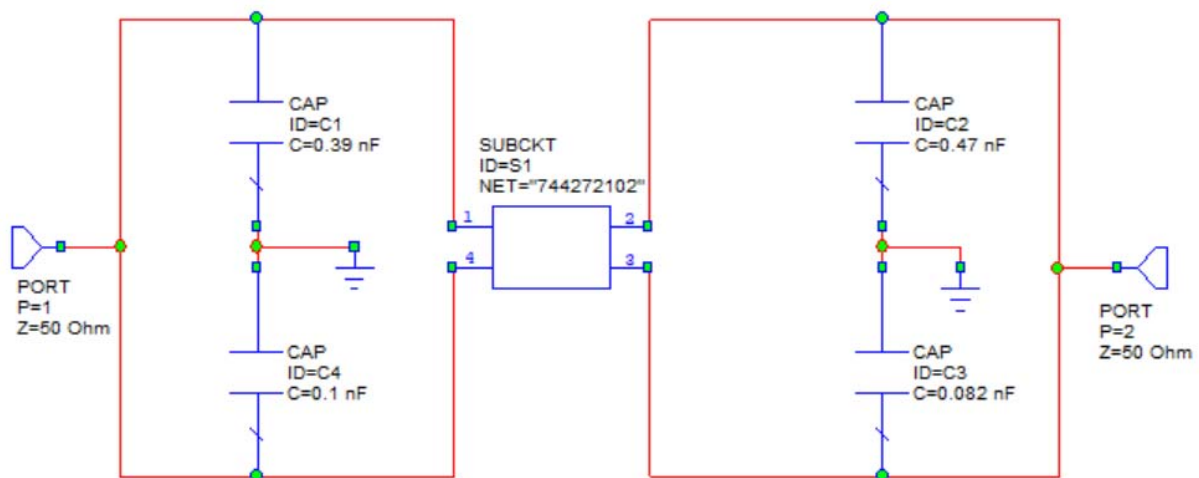 CAP
ID=C1
C=0.39 nF
CAP
ID=C2
C=0.47 nF
SUBCKT
ID=S1
NET="744272102"
1
2
4
3
PORT
P=1
Z=50 Ohm
PORT
P=2
Z=50 Ohm
CAP
ID=C4
C=0.1 nF
CAP
ID=C3
C=0.082 nF